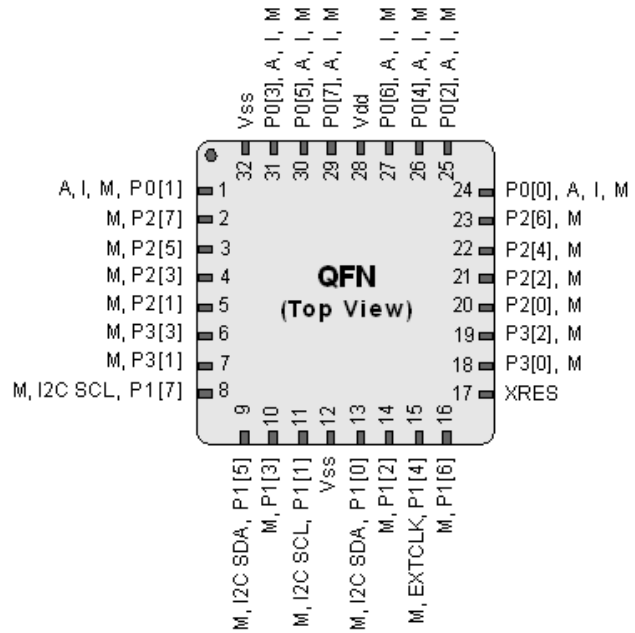 Vss
P0[3], A, I, M
P0[5], A, I, M
P0[7], A, I, M
Vdd
P0[6], A, I, M
P0[4], A, I, M
P0[2], A, I, M
32
31
30
29
28
27
26
25
A, I, M, P0[1]
1
24
P0[0], A, I, M
M, P2[7]
2
23
P2[6], M
M, P2[5]
3
22
P2[4], M
M, P2[3]
4
QFN
21
P2[2], M
M, P2[1]
5
(Top View)
20
P2[0], M
M, P3[3]
6
19
P3[2], M
M, P3[1]
7
18
P3[0], M
M, I2C SCL, P1[7]
8
17
XRES
9
10
11
12
13
14
15
16
M, I2C SDA, P1[5]
M, P1[3]
M, I2C SCL, P1[1]
Vss
M, I2C SDA, P1[0]
M, P1[2]
M, EXTCLK, P1[4]
M, P1[6]